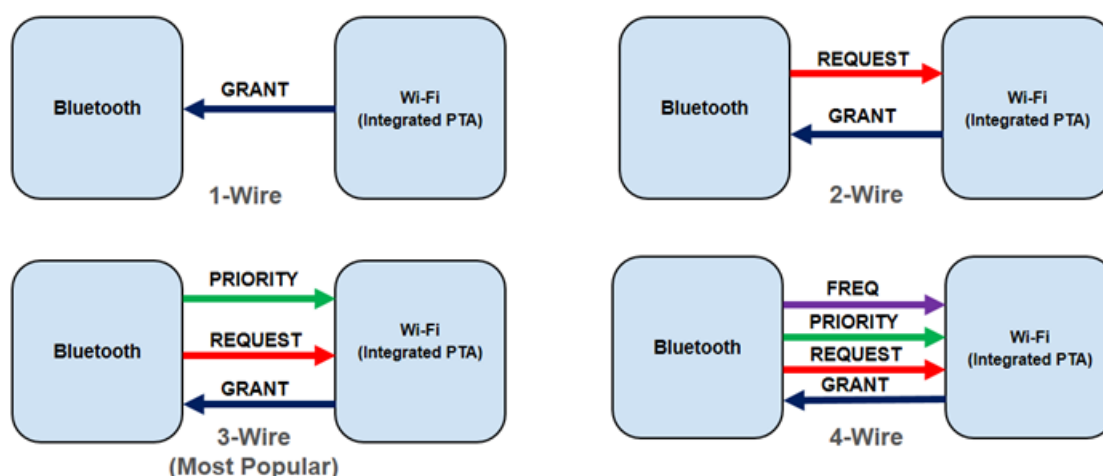 GRANT
Bluetooth
Wi-Fi
(Integrated PTA)
1-Wire
REQUEST
GRANT
Bluetooth
Wi-Fi
(Integrated PTA)
2-Wire
PRIORITY
REQUEST
GRANT
Bluetooth
Wi-Fi
(Integrated PTA)
3-Wire
(Most Popular)
FREQ
PRIORITY
REQUEST
GRANT
Bluetooth
Wi-Fi
(Integrated PTA)
4-Wire